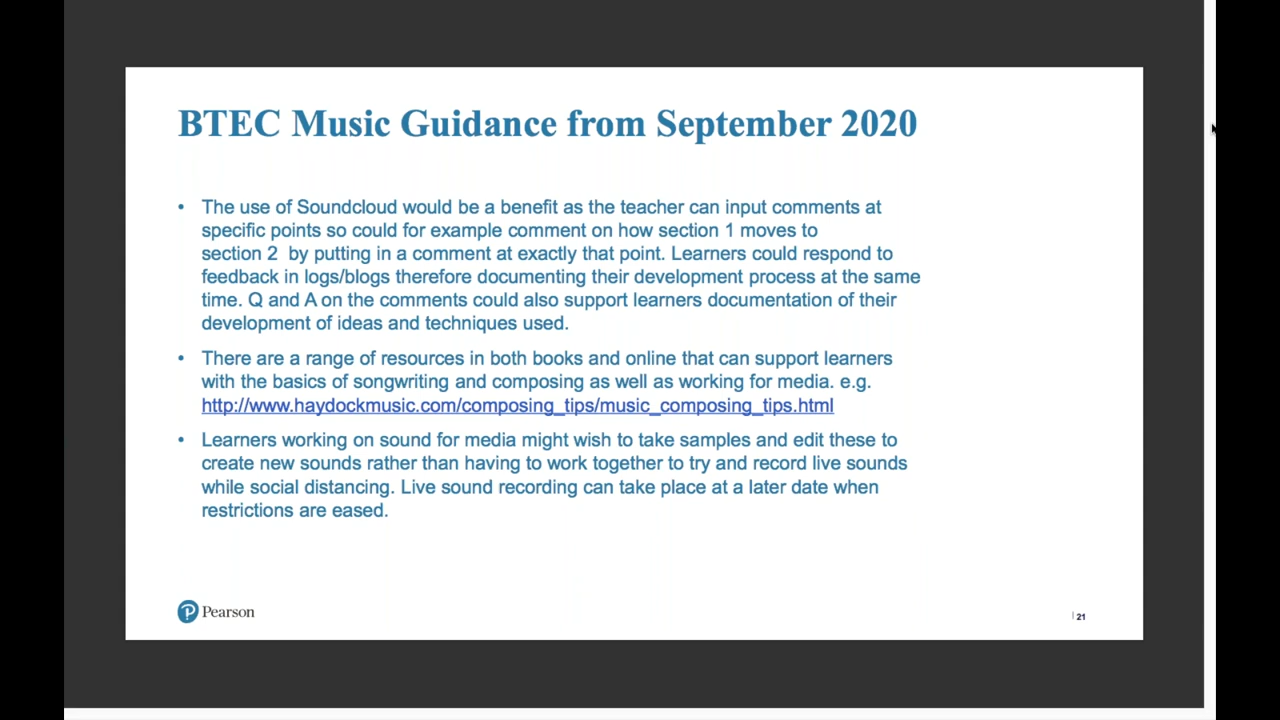 BTEC Music Guidance from September 2020
• The use of Soundcloud would be a benefit as the teacher can input comments at
specific points so could for example comment on how section 1 moves to
section 2 by putting in a comment at exactly that point. Learners could respond to
feedback in logs/blogs therefore documenting their development process at the same
time. Q and A on the comments could also support learners documentation of their
development of ideas and techniques used.
• There are a range of resources in both books and online that can support learners
with the basics of songwriting and composing as well as working for media. e.g.
http://www.haydockmusic.com/composing_tips/music_composing_tips.html
• Learners working on sound for media might wish to take samples and edit these to
create new sounds rather than having to work together to try and record live sounds
while social distancing. Live sound recording can take place at a later date when
restrictions are eased.
Pearson
21